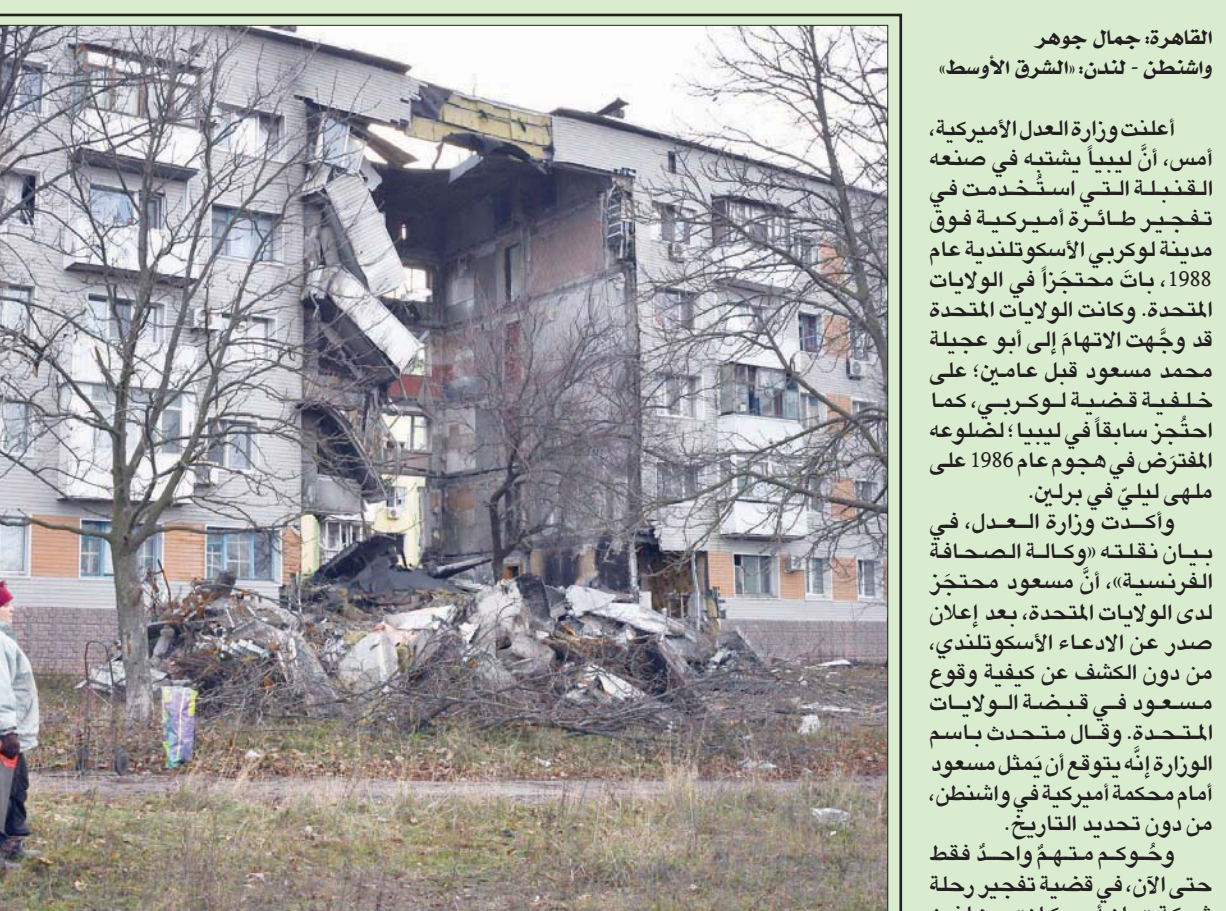 القاهرة: جمال جوهر
واشنطن - لندن: «الشرق الأوسط»
أعلنت وزارة العدل الأميركية،
أمس، أنَّ ليبياً يشتبه في صنعه
القنبلة التي استُخدمت في
تفجير طائرة أميركية فوق
مدينة لوكربي الأسكوتلندية عام
1988، باتَ محتجَزاً في الولايات
المتحدة. وكانت الولايات المتحدة
قد وجَّهت الاتهامَ إلى أبو عجيلة
محمد مسعود قبل عامين؛ على
خلفية قضية لوكربي، كما
احتُجز سابقاً في ليبيا؛ لضلوعه
المفترَض في هجوم عام 1986 على
ملهى ليليّ في برلين.
وأكدت وزارة العدل، في
بيان نقلته «وكالة الصحافة
الفرنسية»، أنَّ مسعود محتجَز
لدى الولايات المتحدة، بعد إعلان
صدر عن الادعاء الأسكوتلندي،
من دون الكشف عن كيفية وقوع
مسعود في قبضة الولايات
المتحدة. وقال متحدث باسم
الوزارة إنَّه يتوقع أن يَمثل مسعود
أمام محكمة أميركية في واشنطن،
من دون تحديد التاريخ.
وحُوكم متهمٌ واحدٌ فقط
حتى الآن، في قضية تفجير رحلة